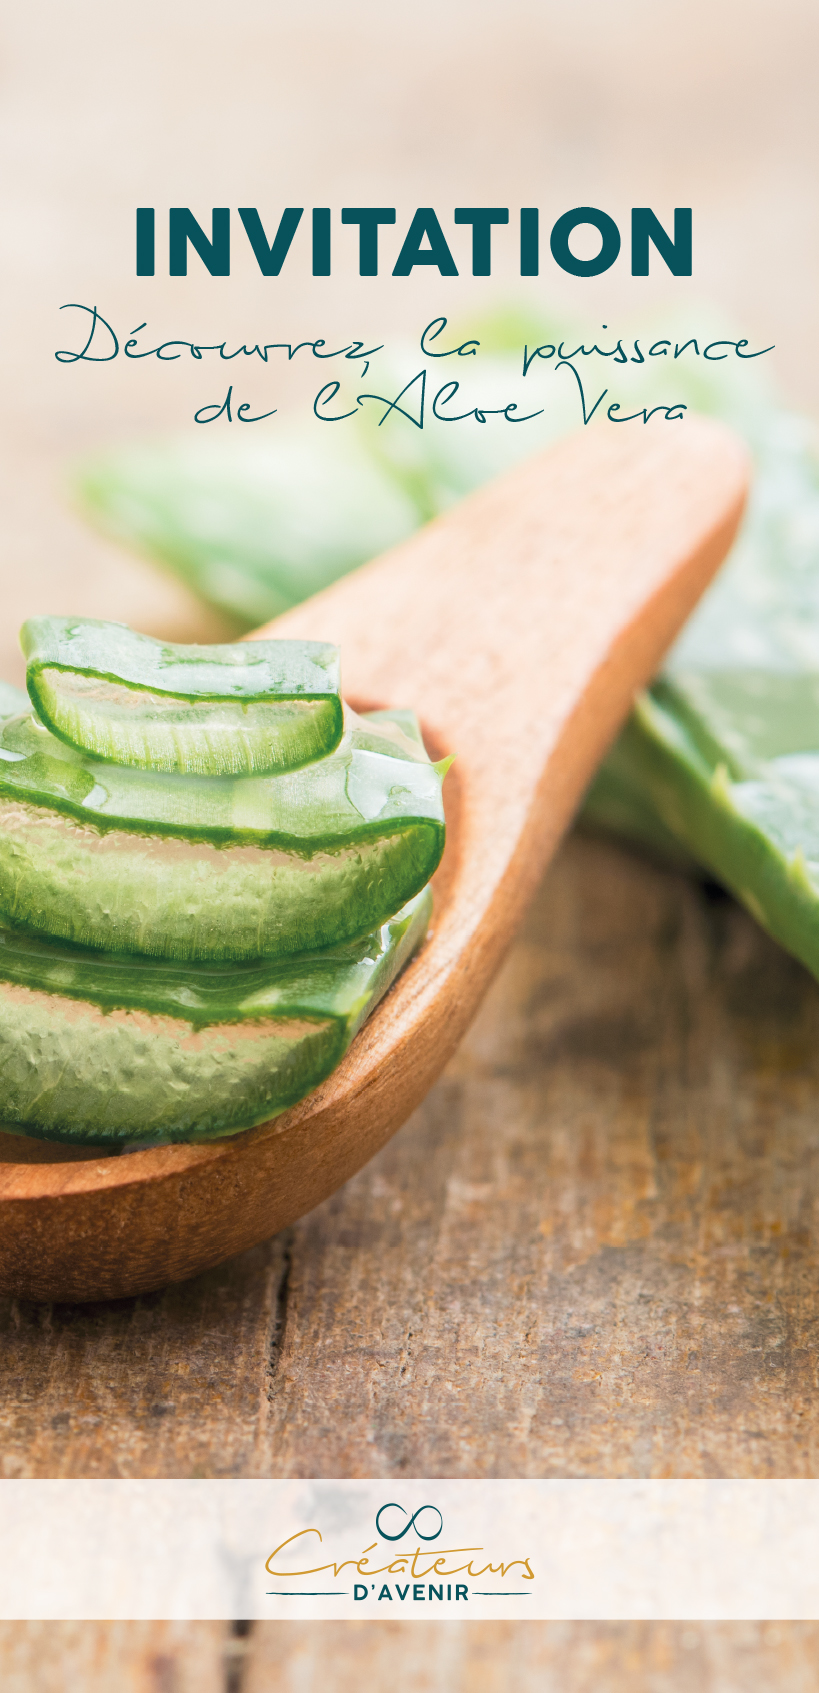 INVITATION
Découvrez la puissance
de l'Aloe Vera
Créateurs
D'AVENIR